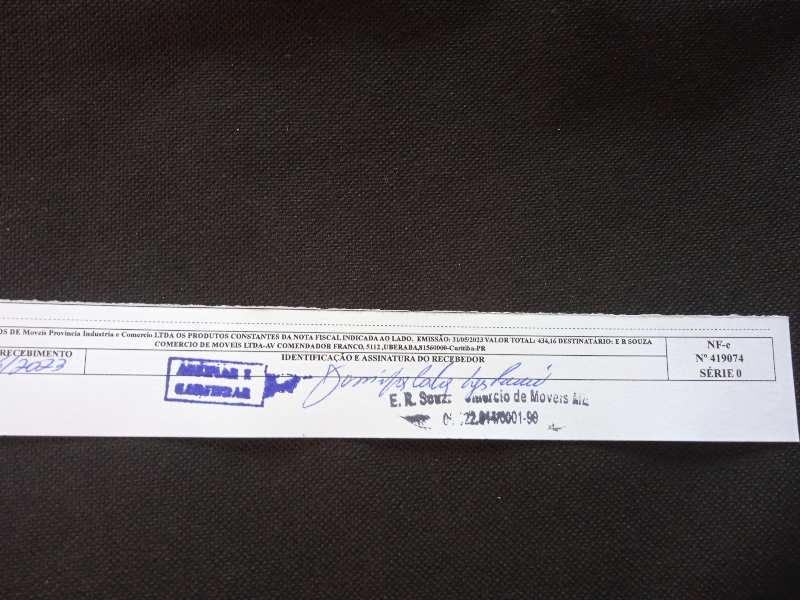 OS DE Moveis Provincia Industria e Comercio LTDA OS PRODUTOS CONSTANTES DA NOTA FISCAL INDICADA AO LADO. EMISSÃO: 31/05/2023 VALOR TOTAL: 434,16 DESTINATÁRIO: E R SOUZA
COMERCIO DE MOVEIS LTDA-AV COMENDADOR FRANCO, 5112 ,UBERABA,81560000-Curitiba-PR
RECEBIMENTO
/2023
IDENTIFICAÇÃO E ASSINATURA DO RECEBEDOR
E. R. Souza Comercio de Moveis ME
NF-e
Nº 419074
SÉRIE 0